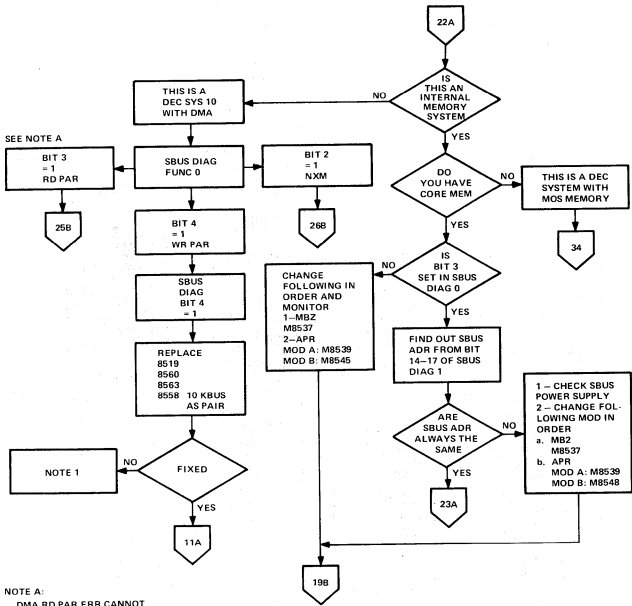 22A
IS
THIS AN
INTERNAL
MEMORY
SYSTEM
NO
YES
THIS IS A
DEC SYS 10
WITH DMA
SEE NOTE A
BIT 3
= 1
RD PAR
SBUS DIAG
FUNC 0
BIT 2
= 1
NXM
25B
26B
BIT 4
= 1
WR PAR
SBUS
DIAG
BIT 4
= 1
REPLACE
8519
8560
8563
8558 10 KBUS
AS PAIR
FIXED
NO
NOTE 1
YES
11A
DO
YOU HAVE
CORE MEM
NO
THIS IS A DEC
SYSTEM WITH
MOS MEMORY
34
YES
IS
BIT 3
SET IN SBUS
DIAG 0
NO
CHANGE
FOLLOWING IN
ORDER AND
MONITOR
1–MBZ
M8537
2–APR
MOD A: M8539
MOD B: M8545
YES
FIND OUT SBUS
ADR FROM BIT
14–17 OF SBUS
DIAG 1
ARE
SBUS ADR
ALWAYS THE
SAME
NO
1 – CHECK SBUS
POWER SUPPLY
2 – CHANGE FOL-
LOWING MOD IN
ORDER
a. MB2
M8537
b. APR
MOD A: M8539
MOD B: M8548
YES
23A
19B
NOTE A:
DMA RD PAR ERR CANNOT